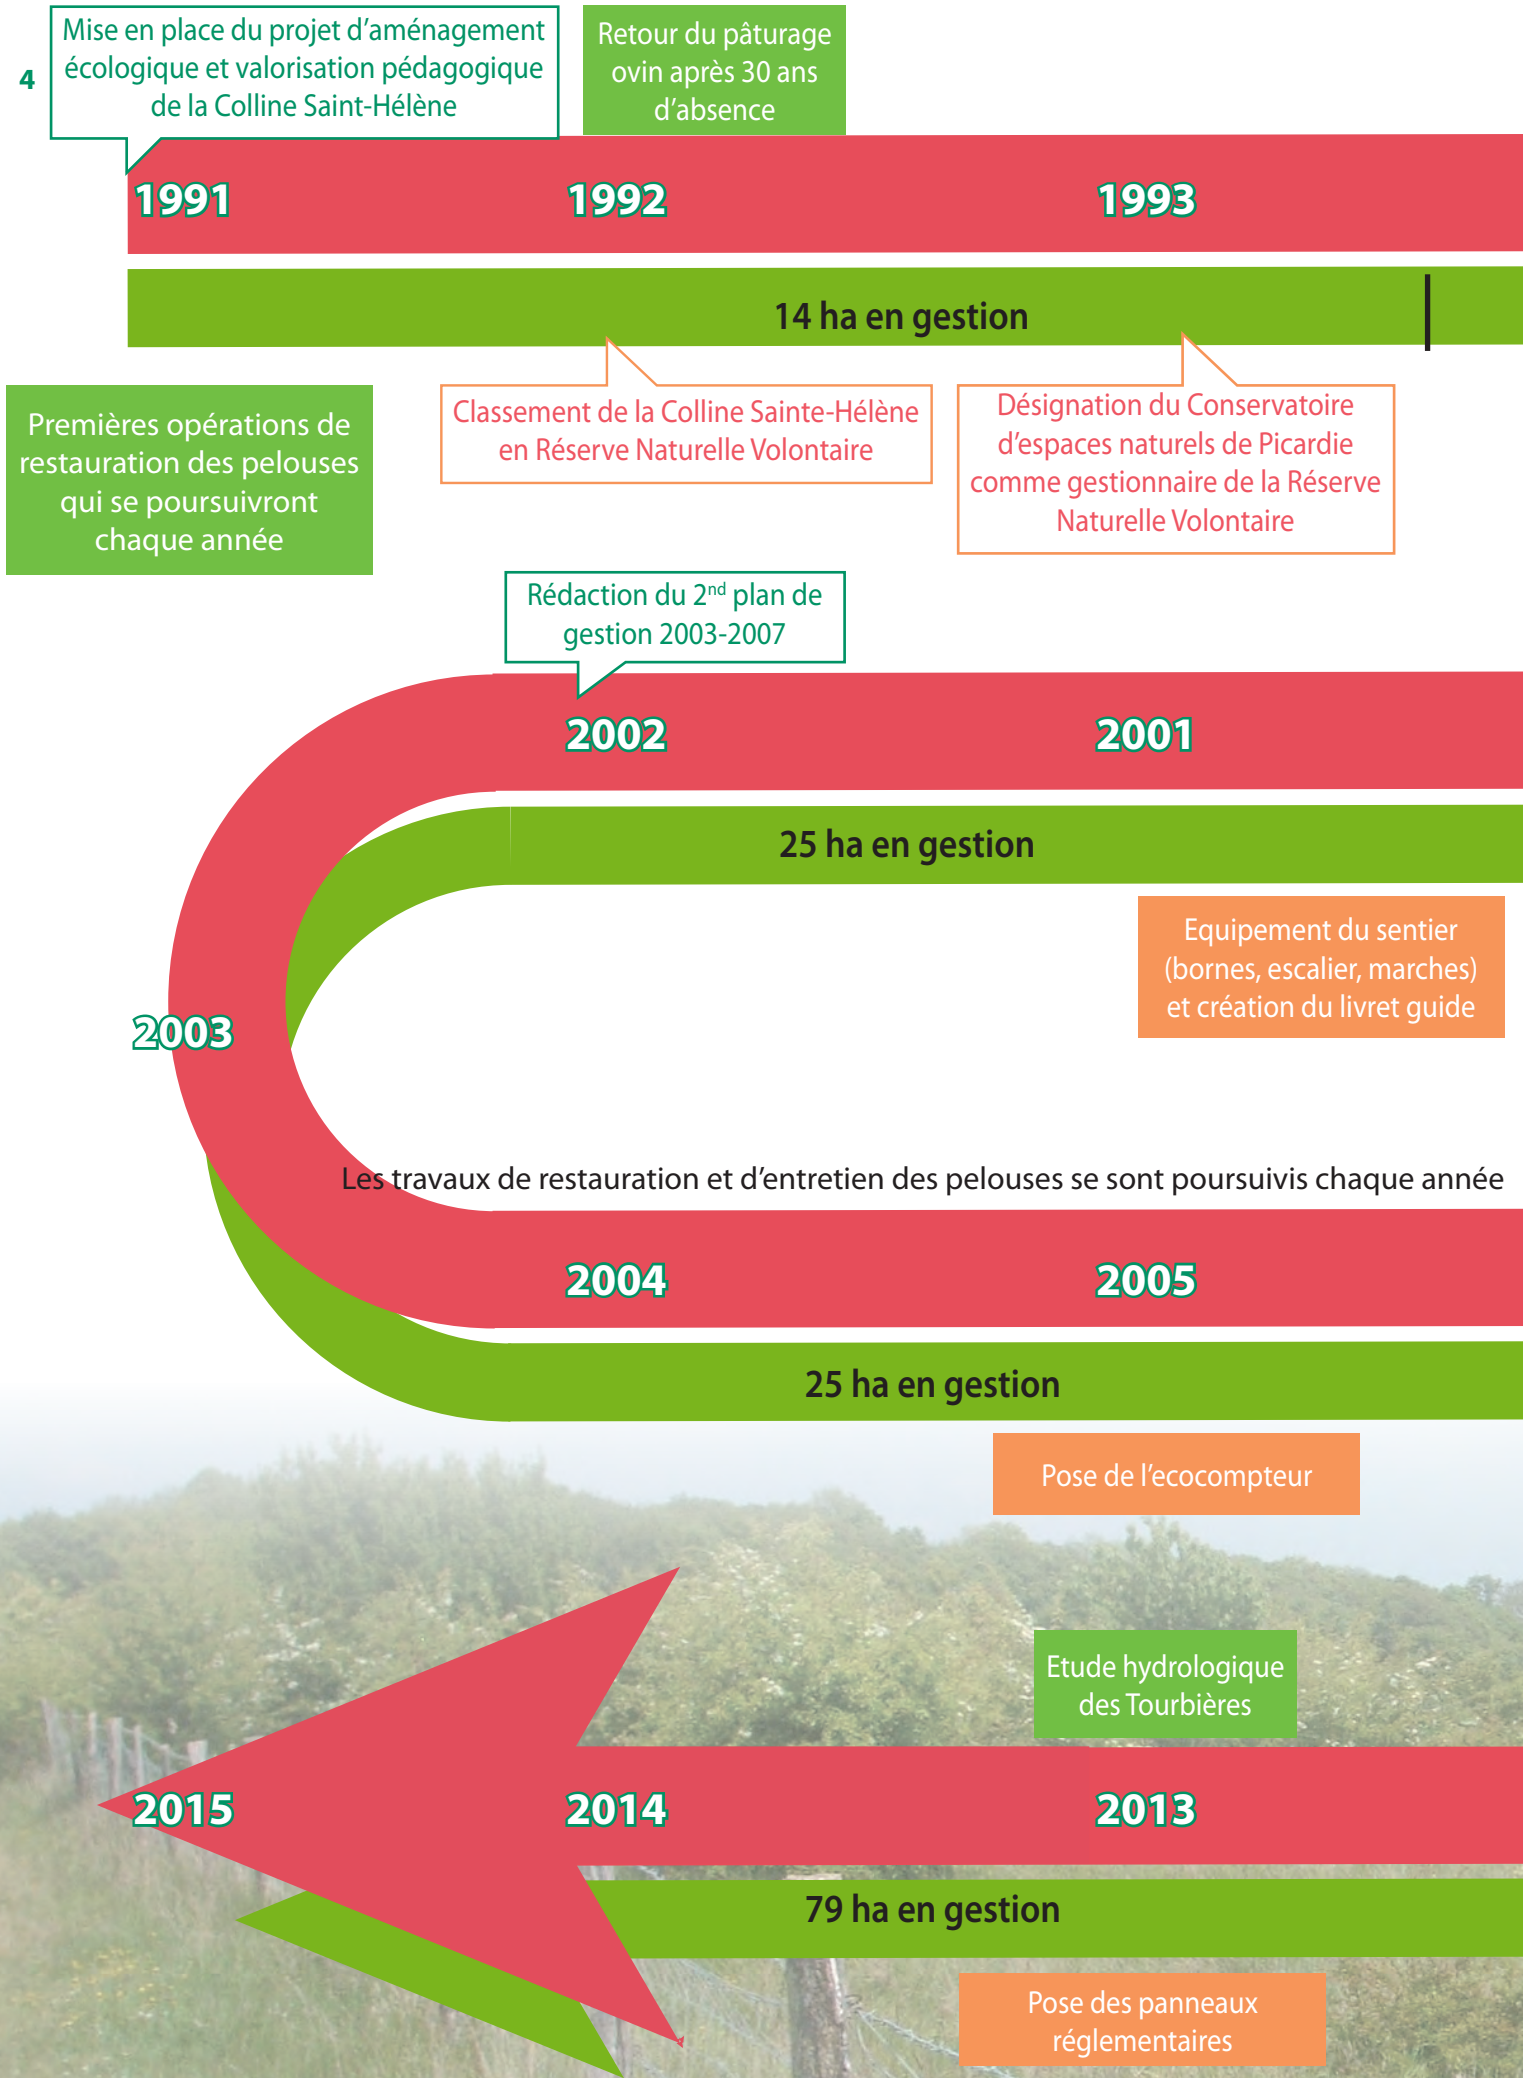 4
Mise en place du projet d'aménagement
écologique et valorisation pédagogique
de la Colline Saint-Hélène
Retour du pâturage
ovin après 30 ans
d'absence
1991
1992
1993
14 ha en gestion
Premières opérations de
restauration des pelouses
qui se poursuivront
chaque année
Classement de la Colline Sainte-Hélène
en Réserve Naturelle Volontaire
Désignation du Conservatoire
d'espaces naturels de Picardie
comme gestionnaire de la Réserve
Naturelle Volontaire
Rédaction du 2nd plan de
gestion 2003-2007
2002
2001
25 ha en gestion
Equipement du sentier
(bornes, escalier, marches)
et création du livret guide
2003
Les travaux de restauration et d'entretien des pelouses se sont poursuivis chaque année
2004
2005
25 ha en gestion
Pose de l'ecocompteur
Etude hydrologique
des Tourbières
2015
2014
2013
79 ha en gestion
Pose des panneaux
réglementaires